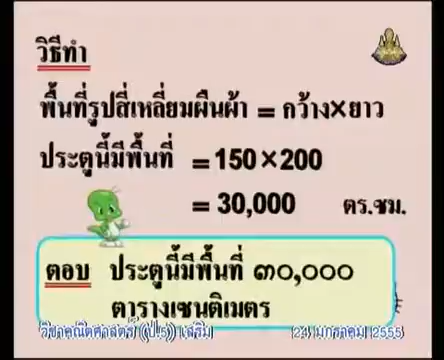 วิธีทำ
พื้นที่รูปสี่เหลี่ยมผืนผ้า = กว้าง×ยาว
ประตูนี้มีพื้นที่ = 150×200
= 30,000 ตร.ซม.
ตอบ ประตูนี้มีพื้นที่ ๓๐,๐๐๐
ตารางเซนติเมตร
วิชาคณิตศาสตร์ (ป.5) เสริม 24 มกราคม 2555